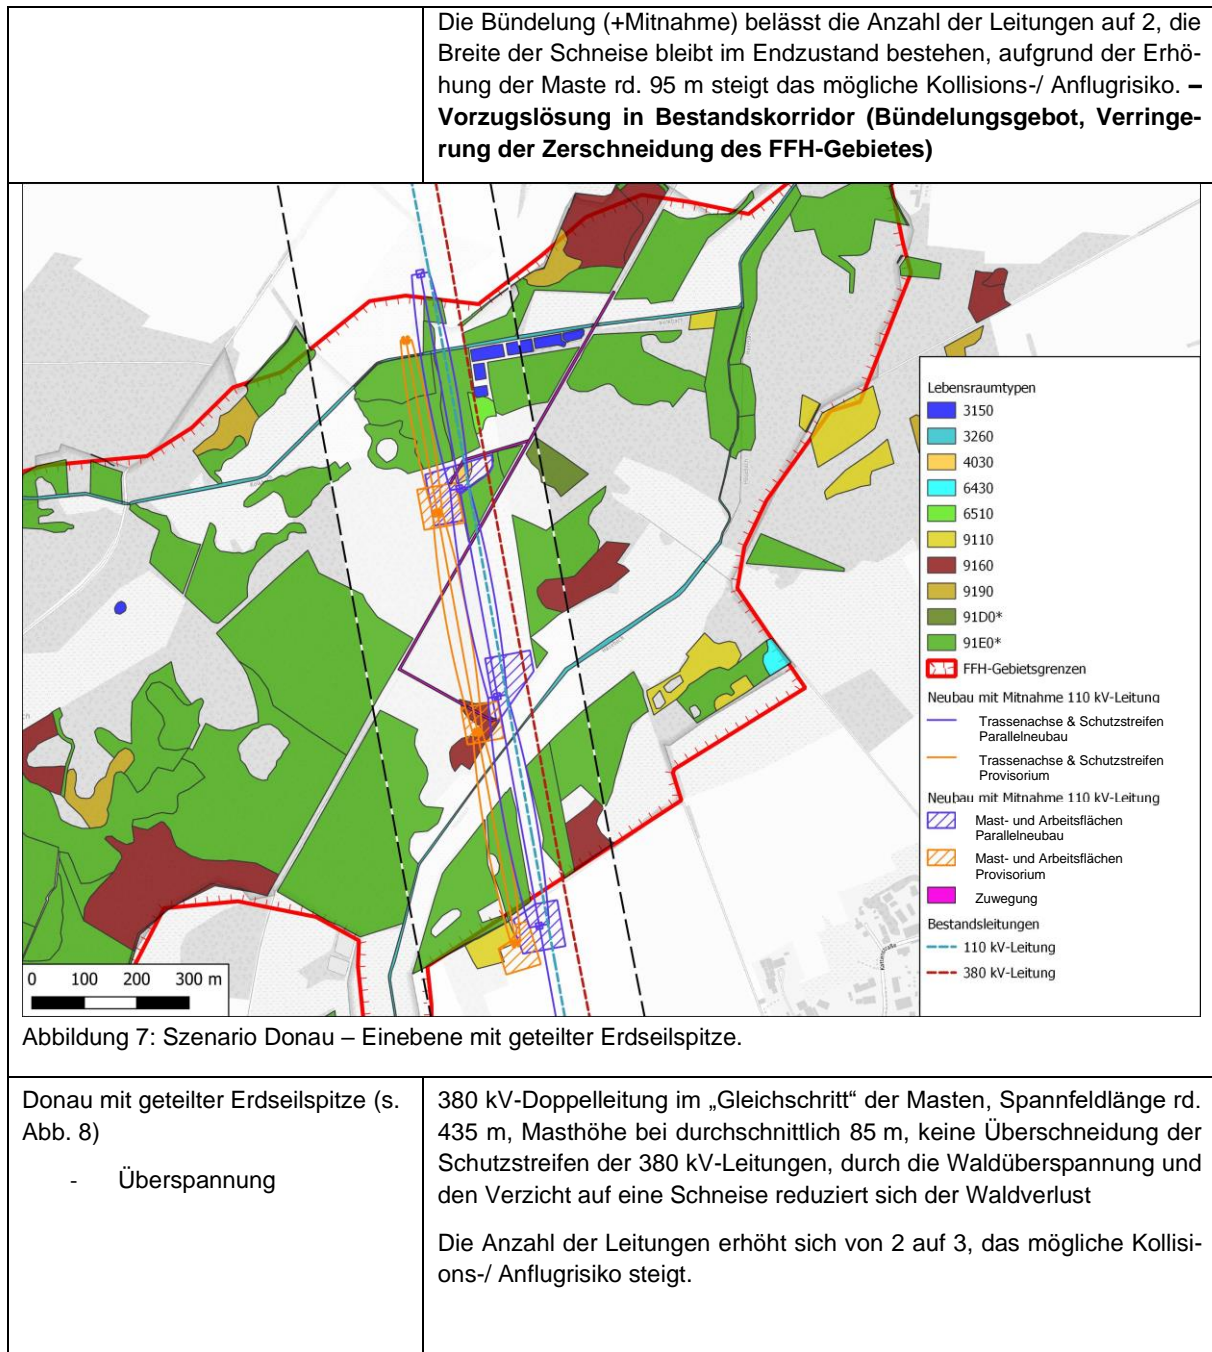 Die Bündelung (+Mitnahme) belässt die Anzahl der Leitungen auf 2, die
Breite der Schneise bleibt im Endzustand bestehen, aufgrund der Erhö-
hung der Maste rd. 95 m steigt das mögliche Kollisions-/ Anflugrisiko. –
Vorzugslösung in Bestandskorridor (Bündelungsgebot, Verringe-
rung der Zerschneidung des FFH-Gebietes)
Lebensraumtypen
3150
3260
4030
6430
6510
9110
9160
9190
91D0*
91E0*
FFH-Gebietsgrenzen
Neubau mit Mitnahme 110 kV-Leitung
Trassenachse & Schutzstreifen
Parallelneubau
Trassenachse & Schutzstreifen
Provisorium
Neubau mit Mitnahme 110 kV-Leitung
Mast- und Arbeitsflächen
Parallelneubau
Mast- und Arbeitsflächen
Provisorium
Zuwegung
Bestandsleitungen
110 kV-Leitung
380 kV-Leitung
0 100 200 300 m
Abbildung 7: Szenario Donau – Einebene mit geteilter Erdseilspitze.
Donau mit geteilter Erdseilspitze (s.
Abb. 8)
- Überspannung
380 kV-Doppelleitung im „Gleichschritt“ der Masten, Spannfeldlänge rd.
435 m, Masthöhe bei durchschnittlich 85 m, keine Überschneidung der
Schutzstreifen der 380 kV-Leitungen, durch die Waldüberspannung und
den Verzicht auf eine Schneise reduziert sich der Waldverlust
Die Anzahl der Leitungen erhöht sich von 2 auf 3, das mögliche Kollisi-
ons-/ Anflugrisiko steigt.